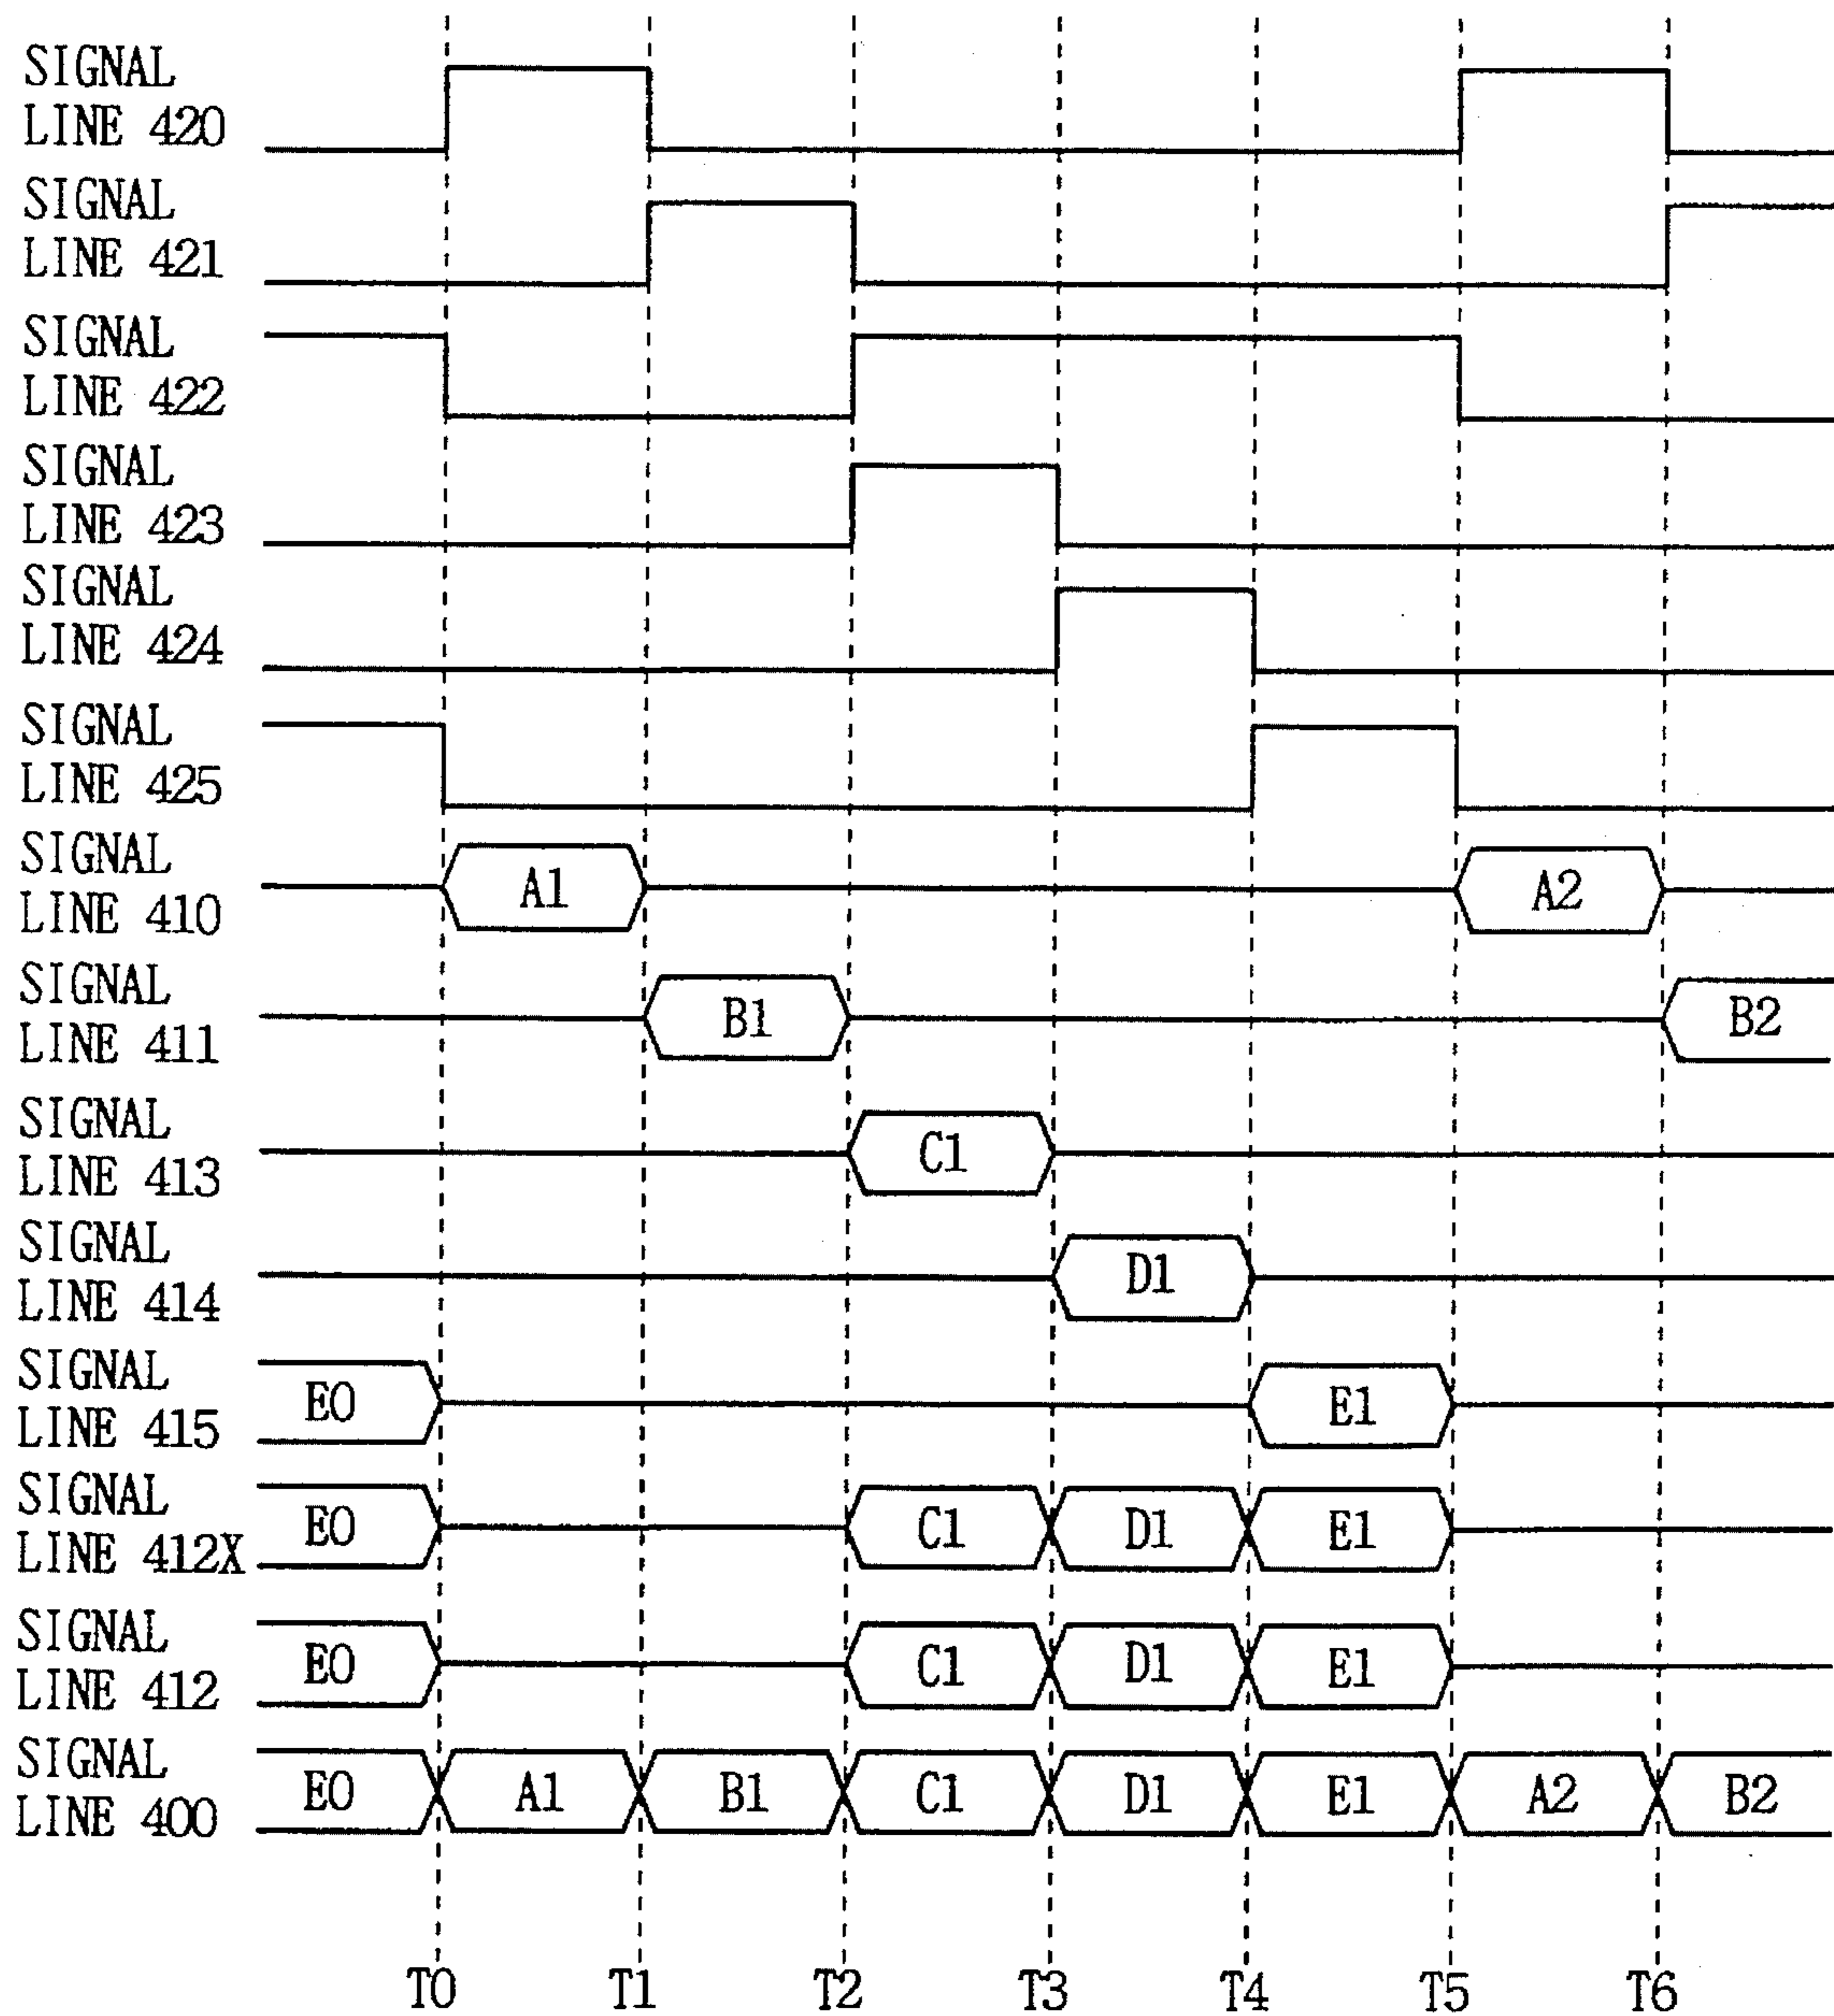 SIGNAL
LINE 420
SIGNAL
LINE 421
SIGNAL
LINE 422
SIGNAL
LINE 423
SIGNAL
LINE 424
SIGNAL
LINE 425
SIGNAL
LINE 410
A1 A2
SIGNAL
LINE 411
B1 B2
SIGNAL
LINE 413
C1
SIGNAL
LINE 414
D1
SIGNAL
LINE 415
E0 E1
SIGNAL
LINE 412X
E0 C1 D1 E1
SIGNAL
LINE 412
E0 C1 D1 E1
SIGNAL
LINE 400
E0 A1 B1 C1 D1 E1 A2 B2
T0 T1 T2 T3 T4 T5 T6